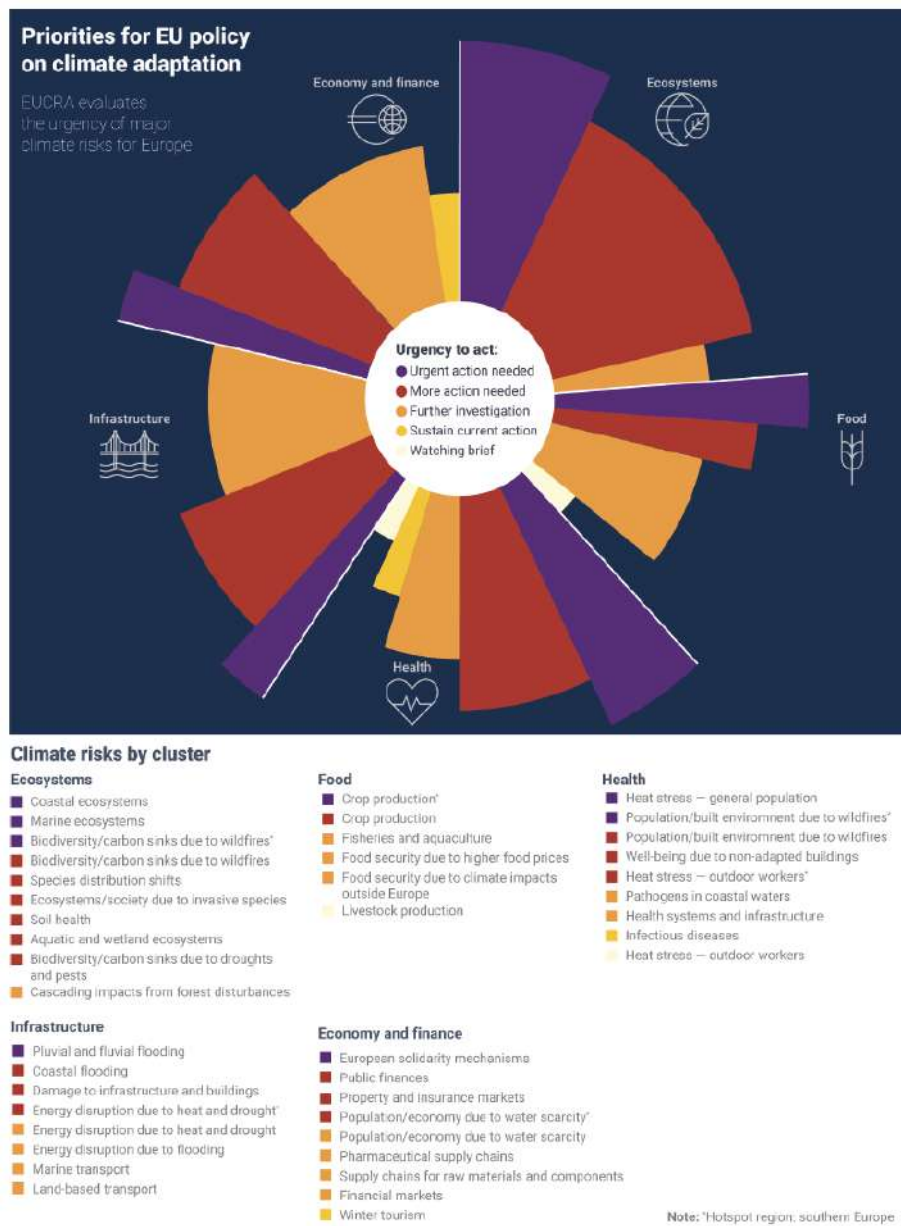 Priorities for EU policy
on climate adaptation
EUCRA evaluates
the urgency of major
climate risks for Europe
Economy and finance
Ecosystems
Urgency to act:
Urgent action needed
More action needed
Further investigation
Sustain current action
Watching brief
Infrastructure
Food
Health
Climate risks by cluster
Ecosystems
Coastal ecosystems
Marine ecosystems
Biodiversity/carbon sinks due to wildfires*
Biodiversity/carbon sinks due to wildfires
Species distribution shifts
Ecosystems/society due to invasive species
Soil health
Aquatic and wetland ecosystems
Biodiversity/carbon sinks due to droughts
and pests
Cascading impacts from forest disturbances
Food
Crop production*
Crop production
Fisheries and aquaculture
Food security due to higher food prices
Food security due to climate impacts
outside Europe
Livestock production
Health
Heat stress – general population
Population/built enviromnent due to wildfires*
Population/built enviromnent due to wildfires
Well-being due to non-adapted buildings
Heat stress – outdoor workers*
Pathogens in coastal waters
Health systems and infrastructure
Infectious diseases
Heat stress – outdoor workers
Infrastructure
Pluvial and fluvial flooding
Coastal flooding
Damage to infrastructure and buildings
Energy disruption due to heat and drought*
Energy disruption due to heat and drought
Energy disruption due to flooding
Marine transport
Land-based transport
Economy and finance
European solidarity mechanisms
Public finances
Property and insurance markets
Population/economy due to water scarcity*
Population/economy due to water scarcity
Pharmaceutical supply chains
Supply chains for raw materials and components
Financial markets
Winter tourism
Note: *Hotspot region: southern Europe